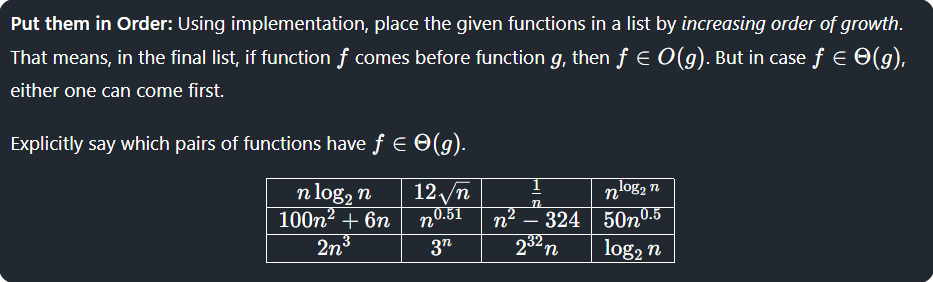 Put them in Order: Using implementation, place the given functions in a list by increasing order of growth.
That means, in the final list, if function f comes before function g, then f ∈ O(g). But in case f ∈ Θ(g),
either one can come first.
Explicitly say which pairs of functions have f ∈ Θ(g).
n log₂ n | 12√n | 1/n | n^(log₂ n)
100n² + 6n | n^0.51 | n² − 324 | 50n^0.5
2n³ | 3ⁿ | 2³²n | log₂ n